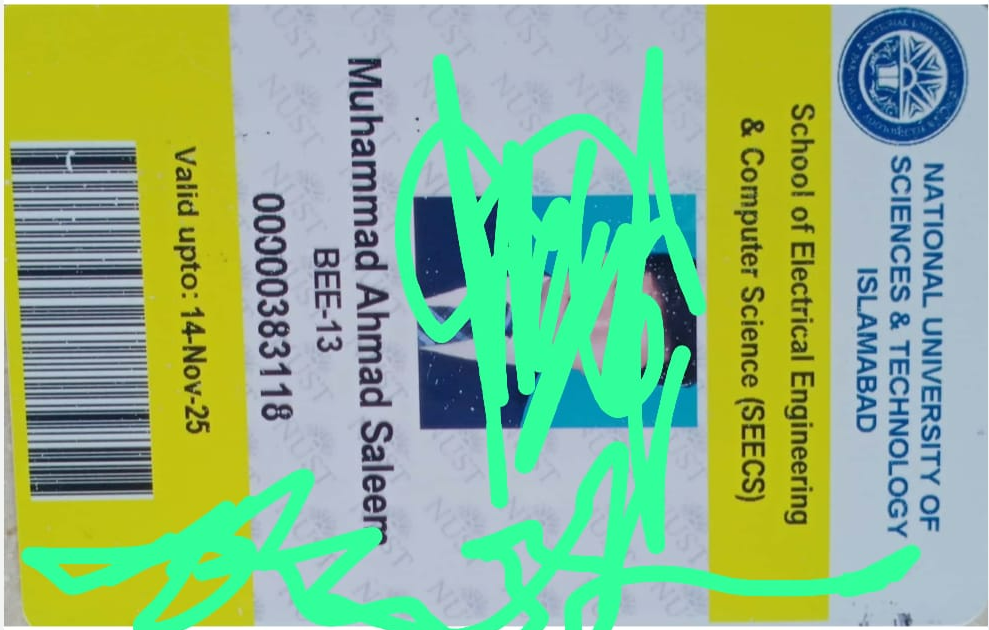 NATIONAL UNIVERSITY OF
SCIENCES & TECHNOLOGY
ISLAMABAD
School of Electrical Engineering
& Computer Science (SEECS)
Muhammad Ahmad Saleem
BEE-13
00000383118
Valid upto: 14-Nov-25
NUST